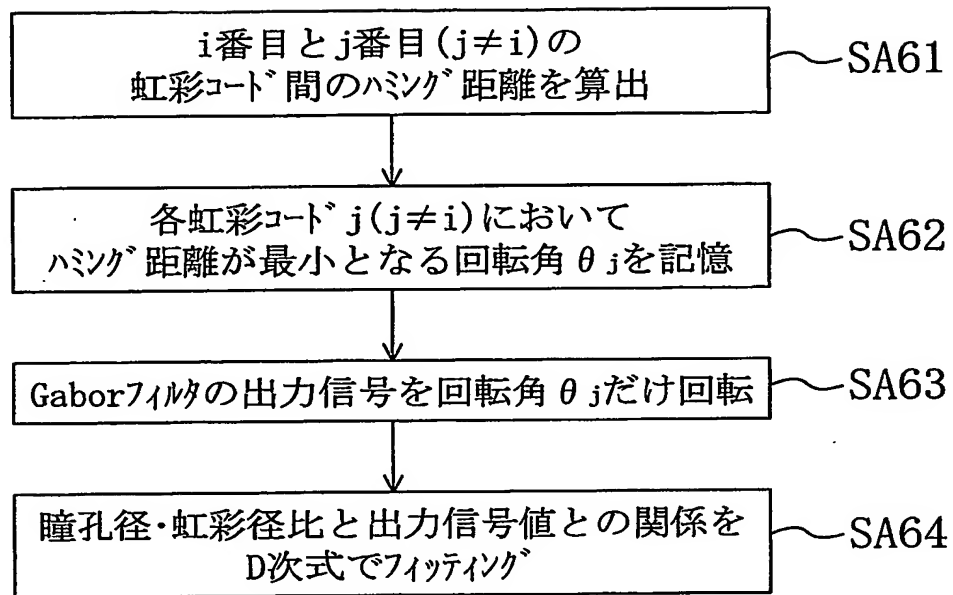 i番目とj番目(j≠i)の
虹彩ｺｰﾄﾞ間のﾊﾐﾝｸﾞ距離を算出
SA61
各虹彩ｺｰﾄﾞj(j≠i)において
ﾊﾐﾝｸﾞ距離が最小となる回転角θjを記憶
SA62
Gaborﾌｨﾙﾀの出力信号を回転角θjだけ回転
SA63
瞳孔径・虹彩径比と出力信号値との関係を
D次式でﾌｨｯﾃｨﾝｸﾞ
SA64